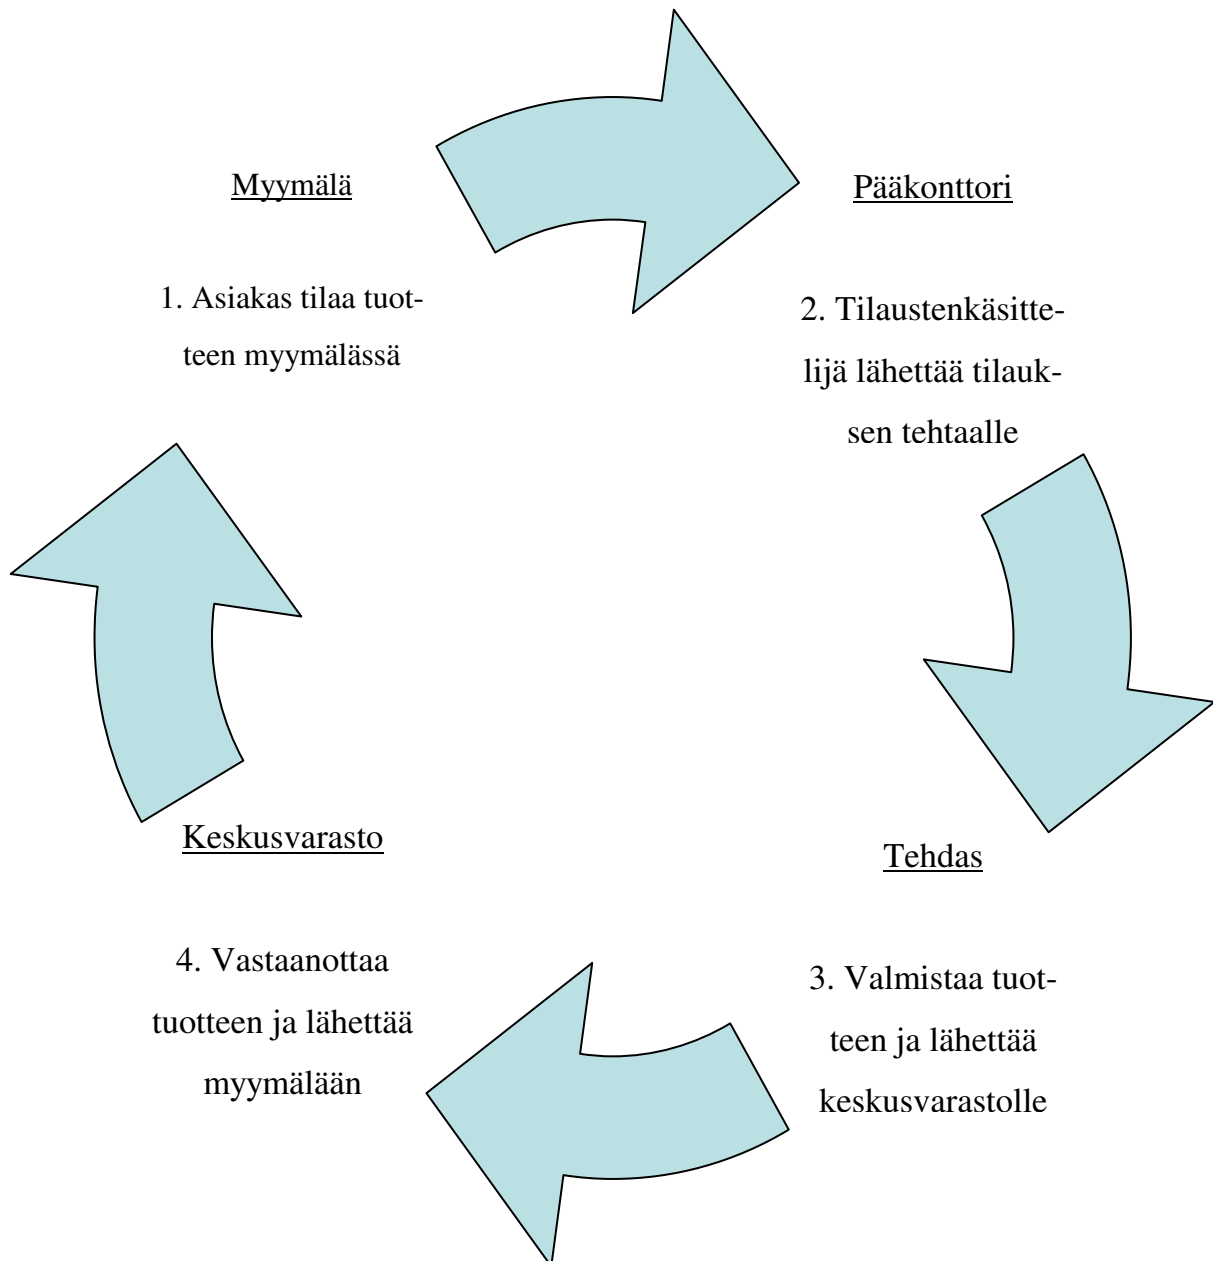 Myymälä
1. Asiakas tilaa tuot-
teen myymälässä
Pääkonttori
2. Tilaustenkäsitte-
lijä lähettää tilauk-
sen tehtaalle
Tehdas
3. Valmistaa tuot-
teen ja lähettää
keskusvarastolle
Keskusvarasto
4. Vastaanottaa
tuotteen ja lähettää
myymälään